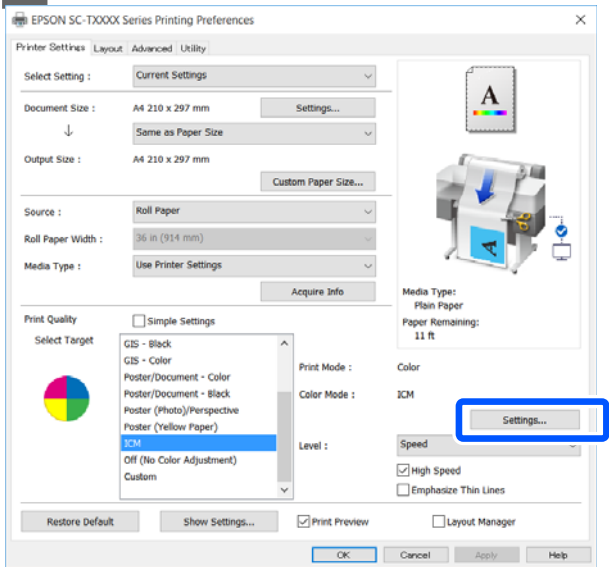 EPSON SC-TXXXX Series Printing Preferences
Printer Settings Layout Advanced Utility
Select Setting : Current Settings
Document Size : A4 210 x 297 mm Settings...
↓ Same as Paper Size
Output Size : A4 210 x 297 mm
Custom Paper Size...
Source : Roll Paper
Roll Paper Width : 36 in (914 mm)
Media Type : Use Printer Settings
Acquire Info
A
A
Media Type:
Plain Paper
Paper Remaining:
11 ft
Print Quality Simple Settings
Select Target
GIS - Black
GIS - Color
Poster/Document - Color
Poster/Document - Black
Poster (Photo)/Perspective
Poster (Yellow Paper)
ICM
Off (No Color Adjustment)
Custom
Print Mode : Color
Color Mode : ICM
Settings...
Level : Speed
High Speed
Emphasize Thin Lines
Restore Default Show Settings... Print Preview Layout Manager
OK Cancel Apply Help